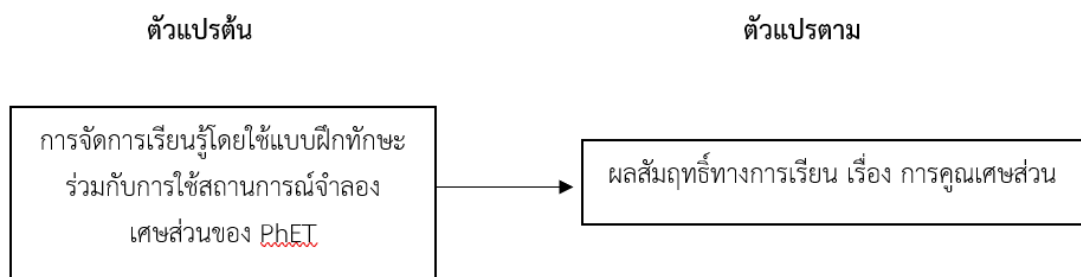 ตัวแปรต้น
ตัวแปรตาม
การจัดการเรียนรู้โดยใช้แบบฝึกทักษะ
ร่วมกับการใช้สถานการณ์จำลอง
เศษส่วนของ PhET
ผลสัมฤทธิ์ทางการเรียน เรื่อง การคูณเศษส่วน